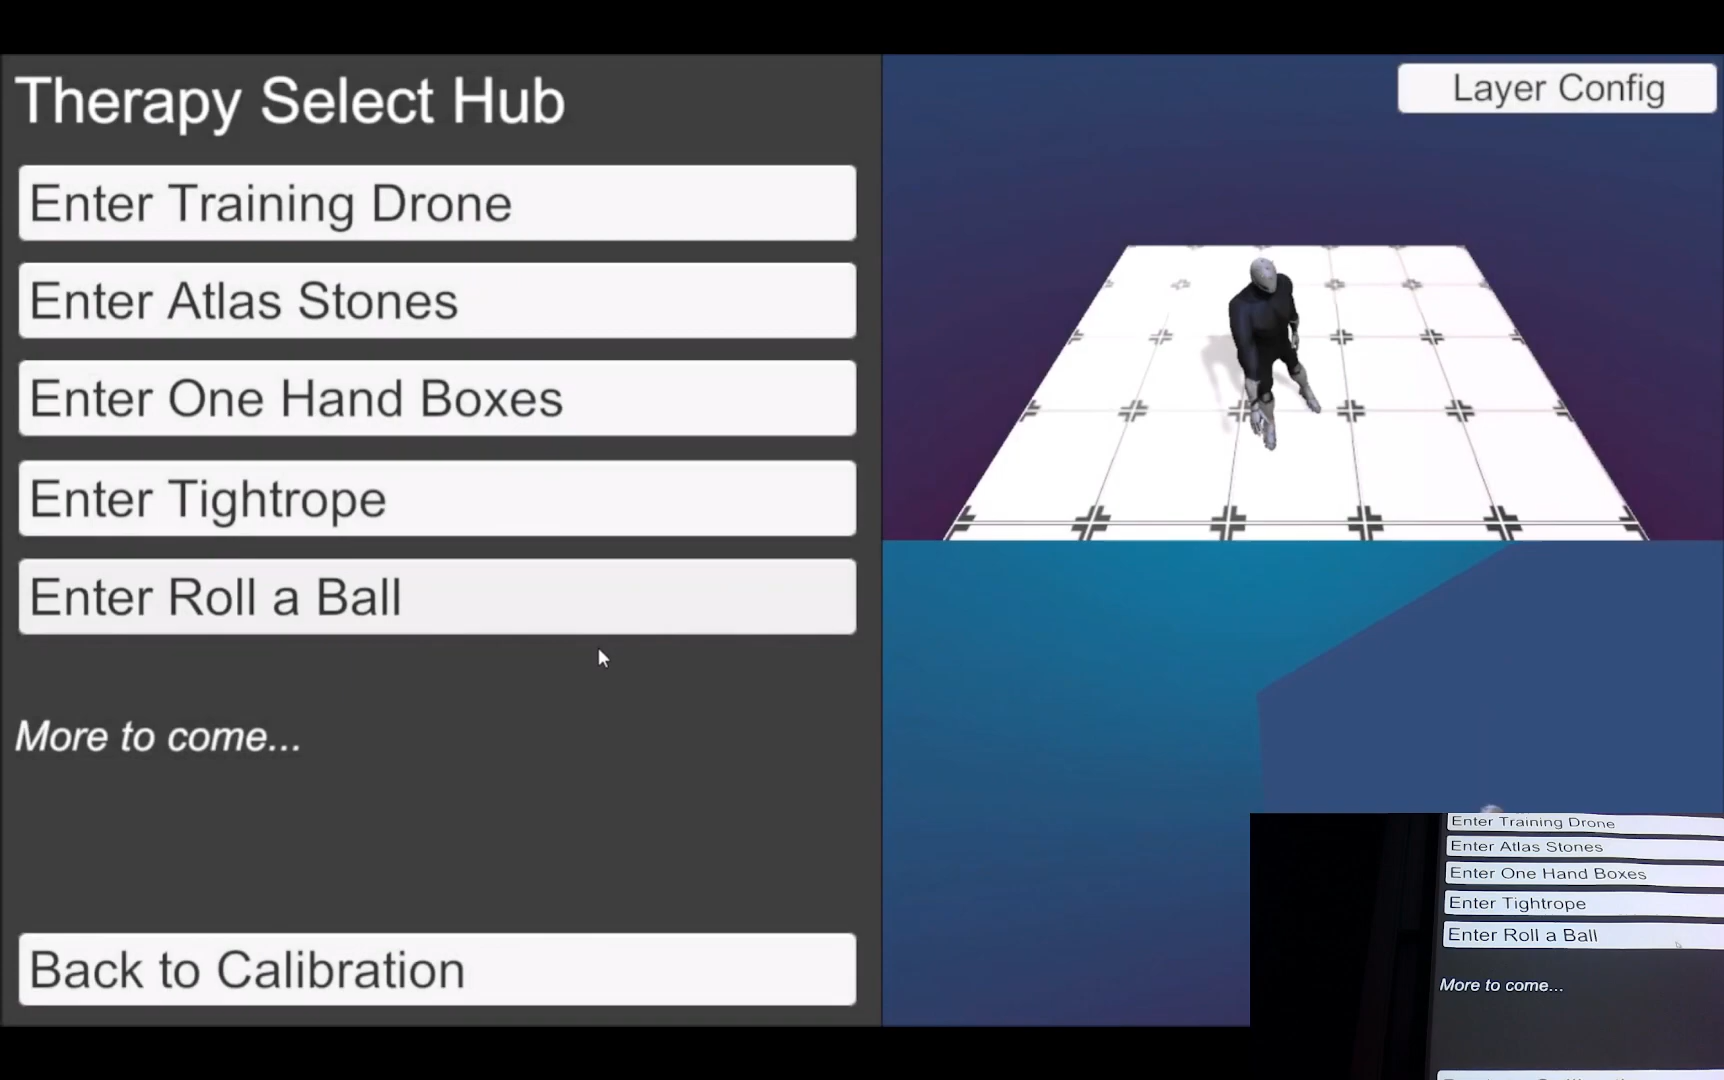 Therapy Select Hub
Layer Config
Enter Training Drone
Enter Atlas Stones
Enter One Hand Boxes
Enter Tightrope
Enter Roll a Ball
More to come...
Back to Calibration
Enter Training Drone
Enter Atlas Stones
Enter One Hand Boxes
Enter Tightrope
Enter Roll a Ball
More to come...